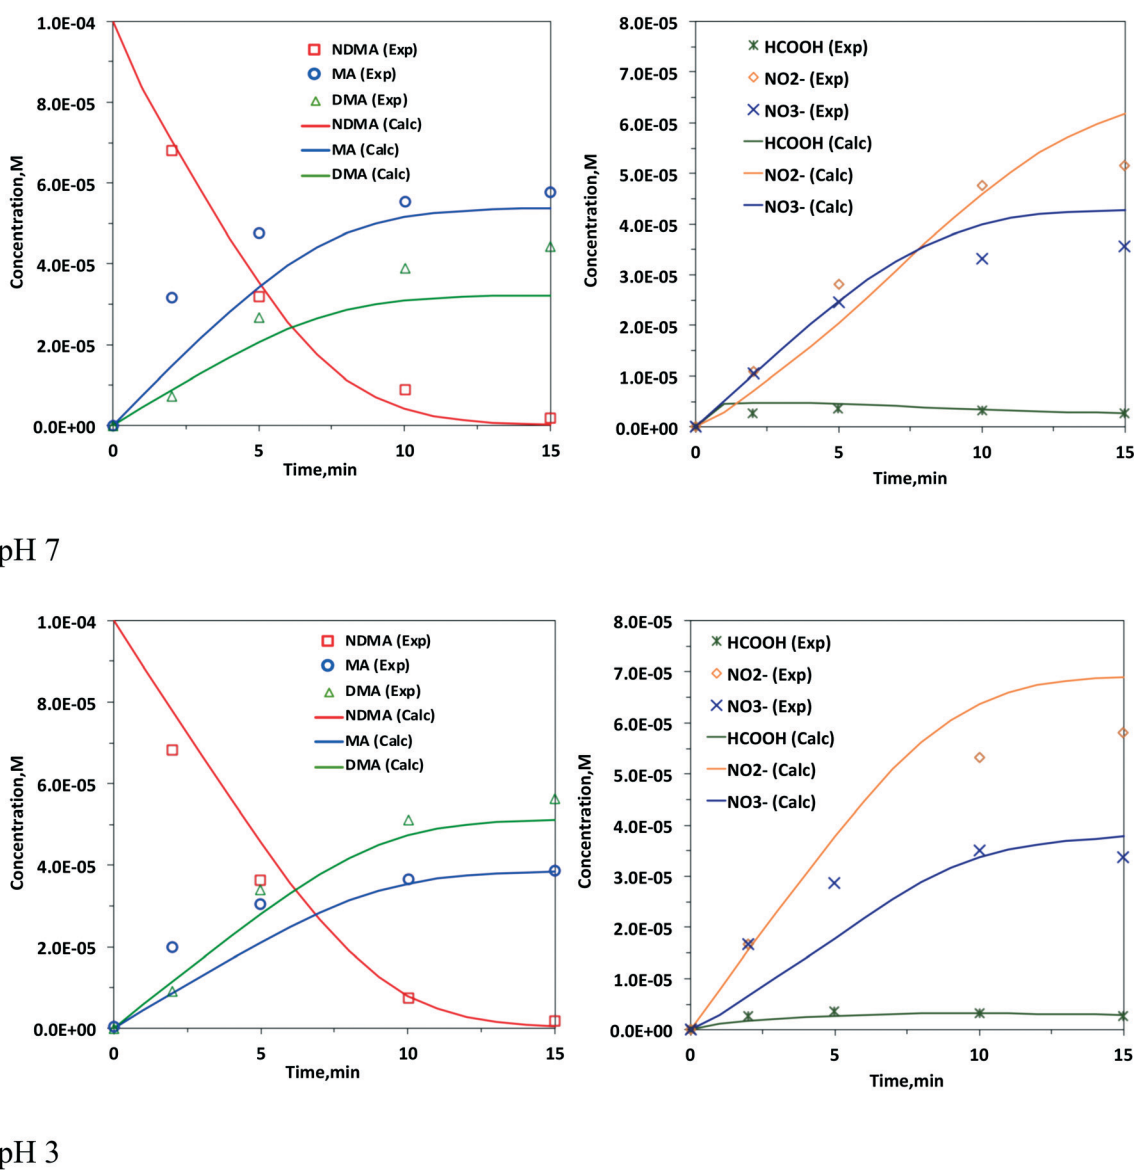 1.0E-04
8.0E-05
6.0E-05
4.0E-05
2.0E-05
0.0E+00
Concentration,M
0 5 10 15
Time,min
NDMA (Exp)
MA (Exp)
DMA (Exp)
NDMA (Calc)
MA (Calc)
DMA (Calc)
8.0E-05
7.0E-05
6.0E-05
5.0E-05
4.0E-05
3.0E-05
2.0E-05
1.0E-05
0.0E+00
Concentration,M
0 5 10 15
Time,min
HCOOH (Exp)
NO2- (Exp)
NO3- (Exp)
HCOOH (Calc)
NO2- (Calc)
NO3- (Calc)
pH 7
1.0E-04
8.0E-05
6.0E-05
4.0E-05
2.0E-05
0.0E+00
Concentration,M
0 5 10 15
Time,min
NDMA (Exp)
MA (Exp)
DMA (Exp)
NDMA (Calc)
MA (Calc)
DMA (Calc)
8.0E-05
7.0E-05
6.0E-05
5.0E-05
4.0E-05
3.0E-05
2.0E-05
1.0E-05
0.0E+00
Concentration,M
0 5 10 15
Time,min
HCOOH (Exp)
NO2- (Exp)
NO3- (Exp)
HCOOH (Calc)
NO2- (Calc)
NO3- (Calc)
pH 3